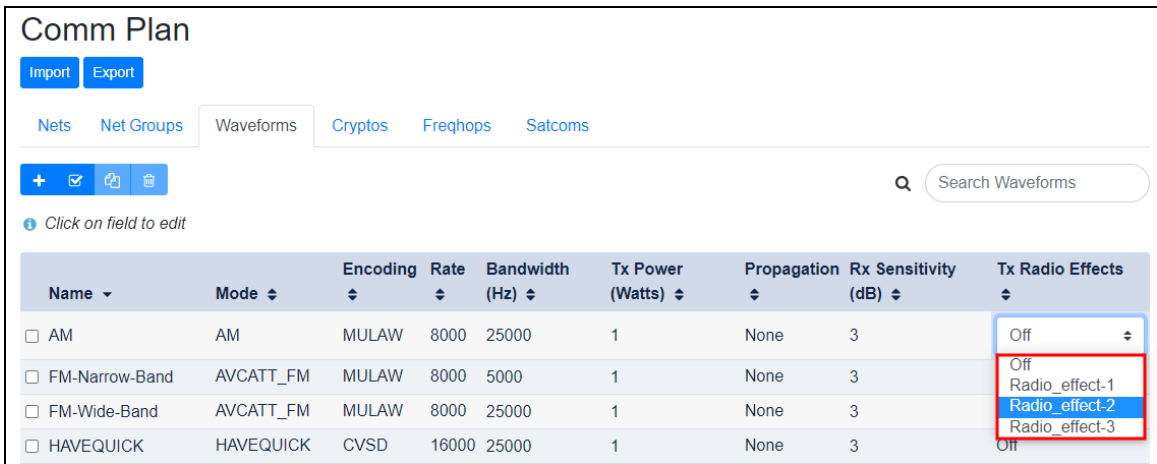 Comm Plan
Import Export
Nets Net Groups Waveforms Cryptos Freqhops Satcoms
Search Waveforms
Click on field to edit
Name Mode Encoding Rate Bandwidth (Hz) Tx Power (Watts) Propagation Rx Sensitivity (dB) Tx Radio Effects
AM AM MULAW 8000 25000 1 None 3 Off
Off
Radio_effect-1
FM-Narrow-Band AVCATT_FM MULAW 8000 5000 1 None 3
Radio_effect-2
FM-Wide-Band AVCATT_FM MULAW 8000 25000 1 None 3
Radio_effect-3
HAVEQUICK HAVEQUICK CVSD 16000 25000 1 None 3 Off